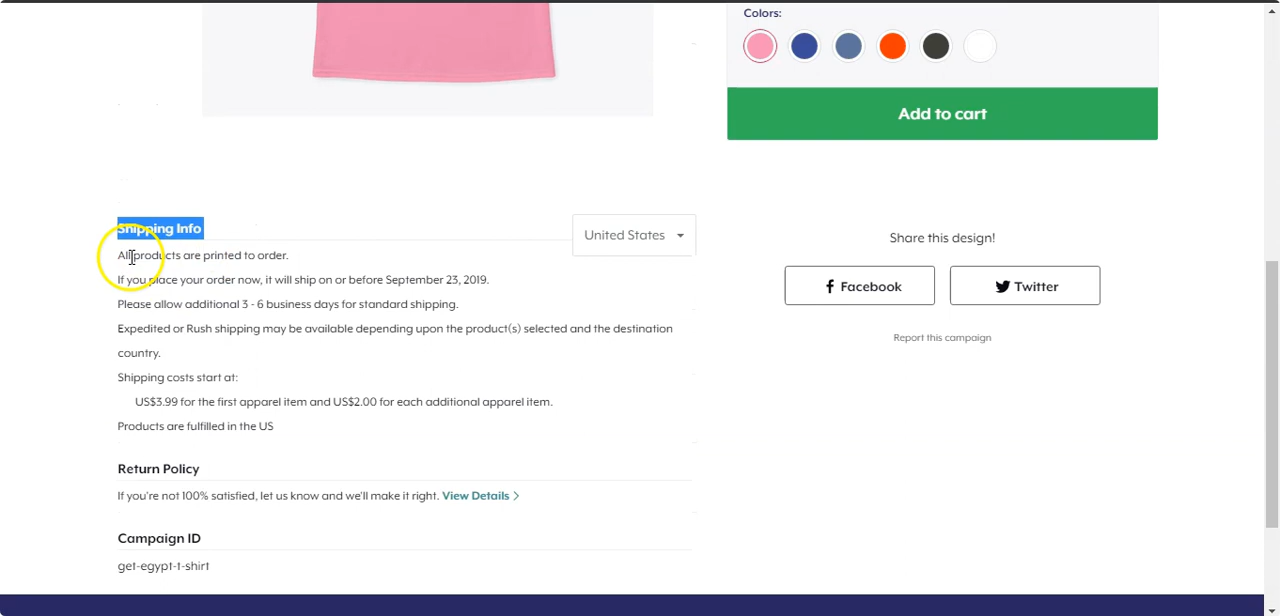 Colors:
Add to cart
Shipping Info
United States
All products are printed to order.
If you place your order now, it will ship on or before September 23, 2019.
Please allow additional 3 - 6 business days for standard shipping.
Expedited or Rush shipping may be available depending upon the product(s) selected and the destination
country.
Shipping costs start at:
US$3.99 for the first apparel item and US$2.00 for each additional apparel item.
Products are fulfilled in the US
Return Policy
If you're not 100% satisfied, let us know and we'll make it right. View Details >
Campaign ID
get-egypt-t-shirt
Share this design!
Facebook
Twitter
Report this campaign